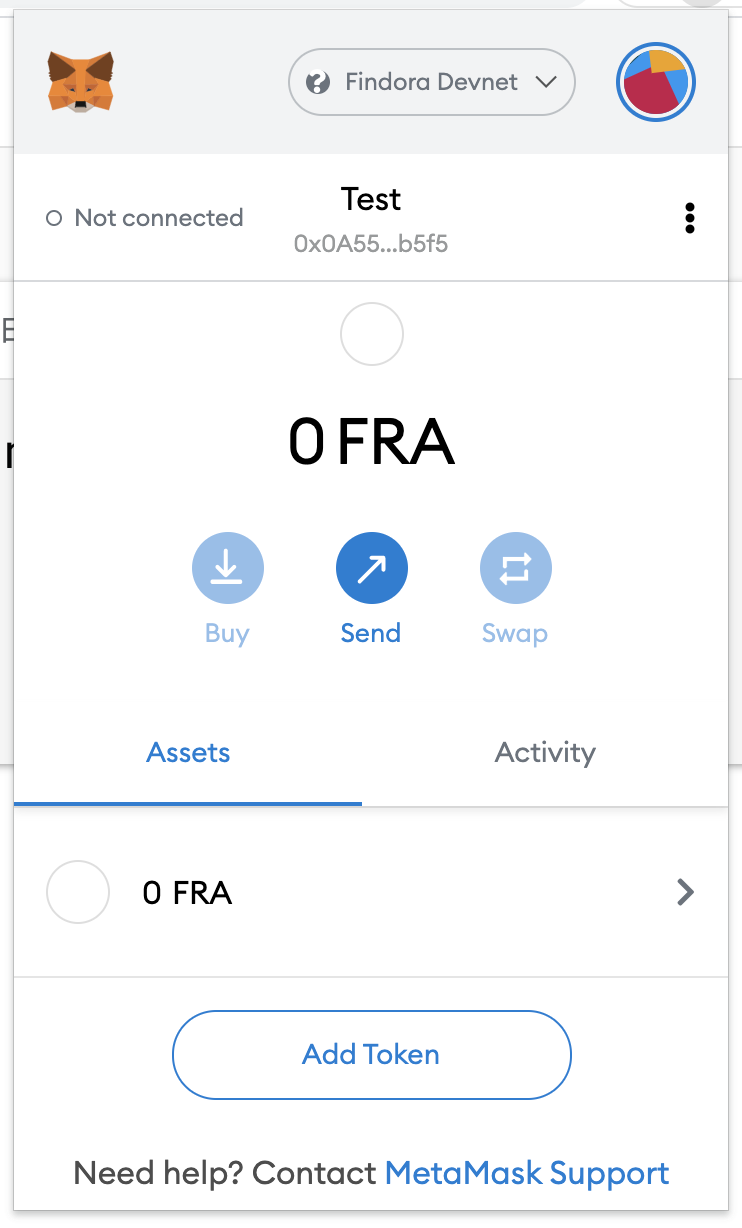 Findora Devnet
Not connected
Test
0x0A55...b5f5
0 FRA
Buy
Send
Swap
Assets
Activity
0 FRA
Add Token
Need help? Contact MetaMask Support